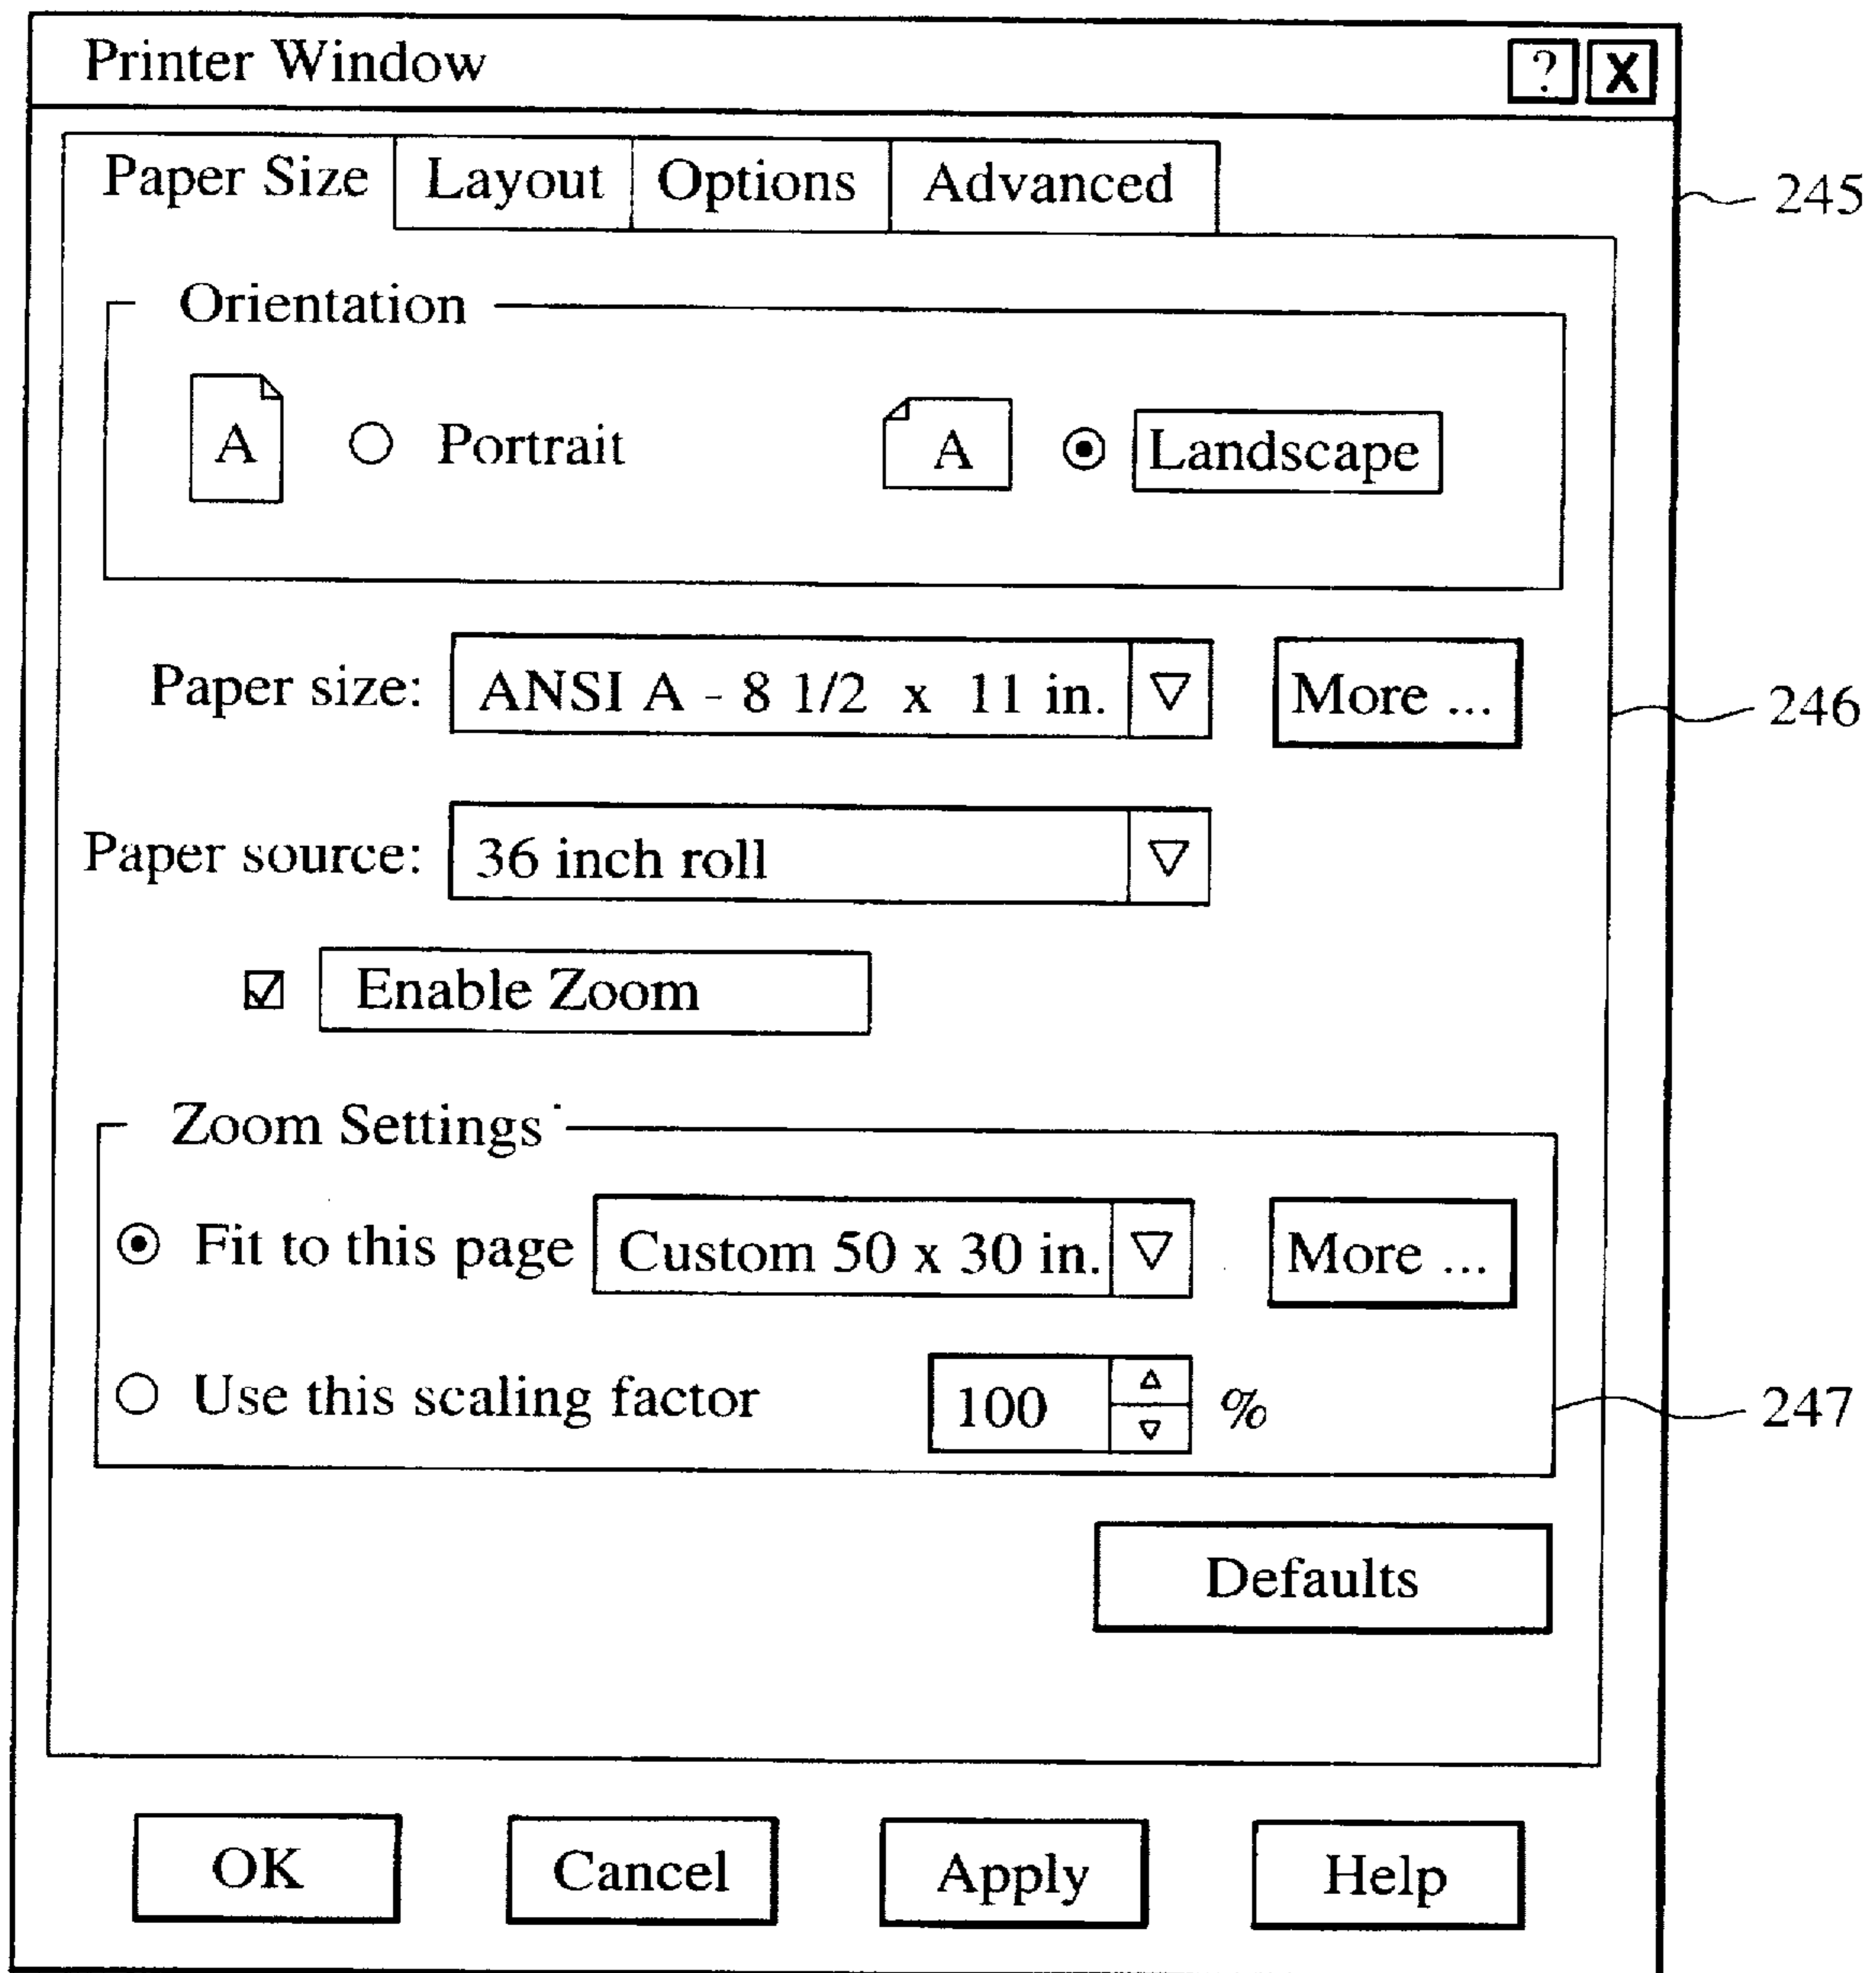 Printer Window ? X
Paper Size Layout Options Advanced
245
Orientation
A Portrait A Landscape
Paper size: ANSI A - 8 1/2 x 11 in. More ...
246
Paper source: 36 inch roll
Enable Zoom
Zoom Settings
Fit to this page Custom 50 x 30 in. More ...
Use this scaling factor 100 %
247
Defaults
OK Cancel Apply Help